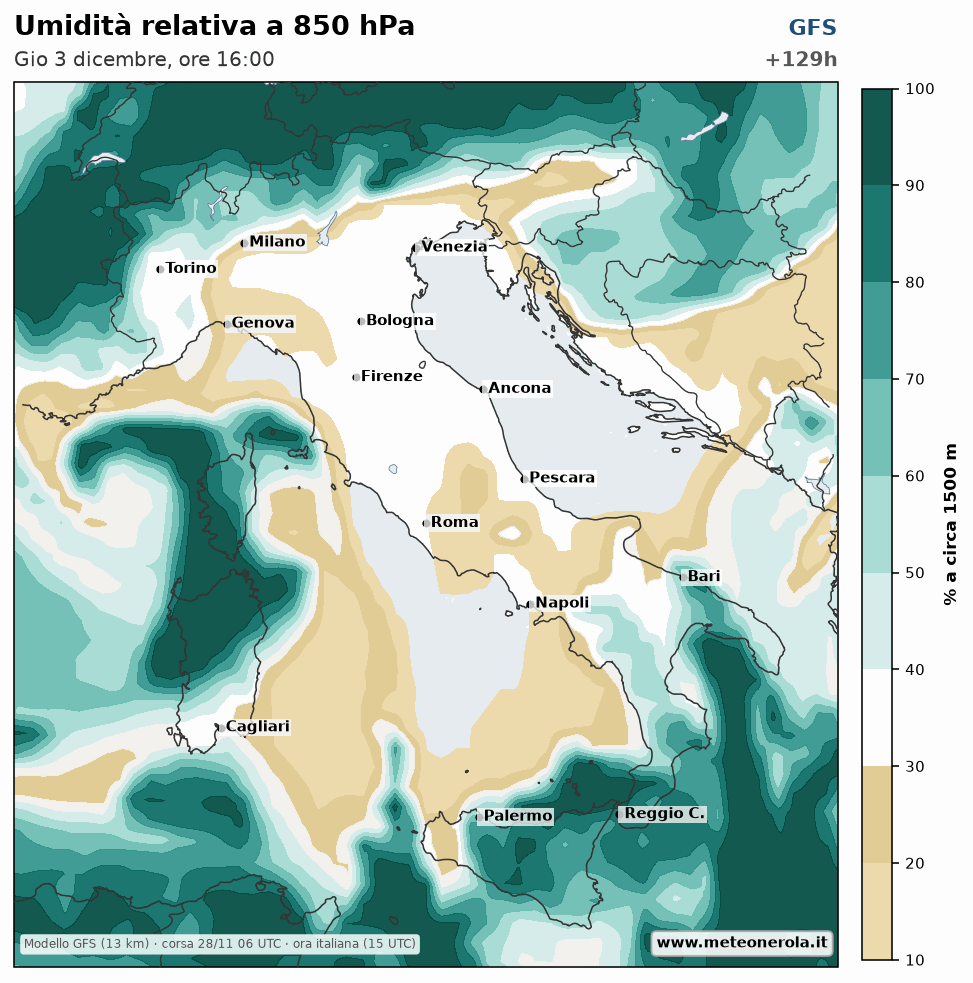 Umidità relativa a 850 hPa
GFS
Gio 3 dicembre, ore 16:00
+129h
100
90
80
70
60
50
40
30
20
10
% a circa 1500 m
Milano
Venezia
Torino
Genova
Bologna
Firenze
Ancona
Pescara
Roma
Bari
Napoli
Cagliari
Palermo
Reggio C.
Modello GFS (13 km) · corsa 28/11 06 UTC · ora italiana (15 UTC)
www.meteonerola.it